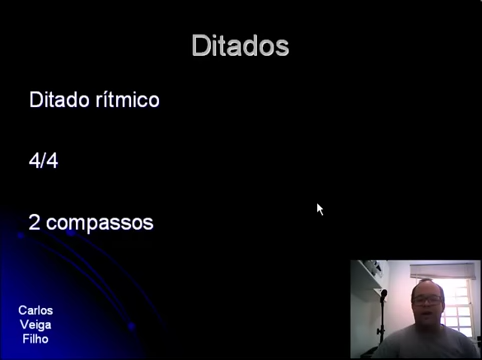 Ditados
Ditado rítmico
4/4
2 compassos
Carlos
Veiga
Filho